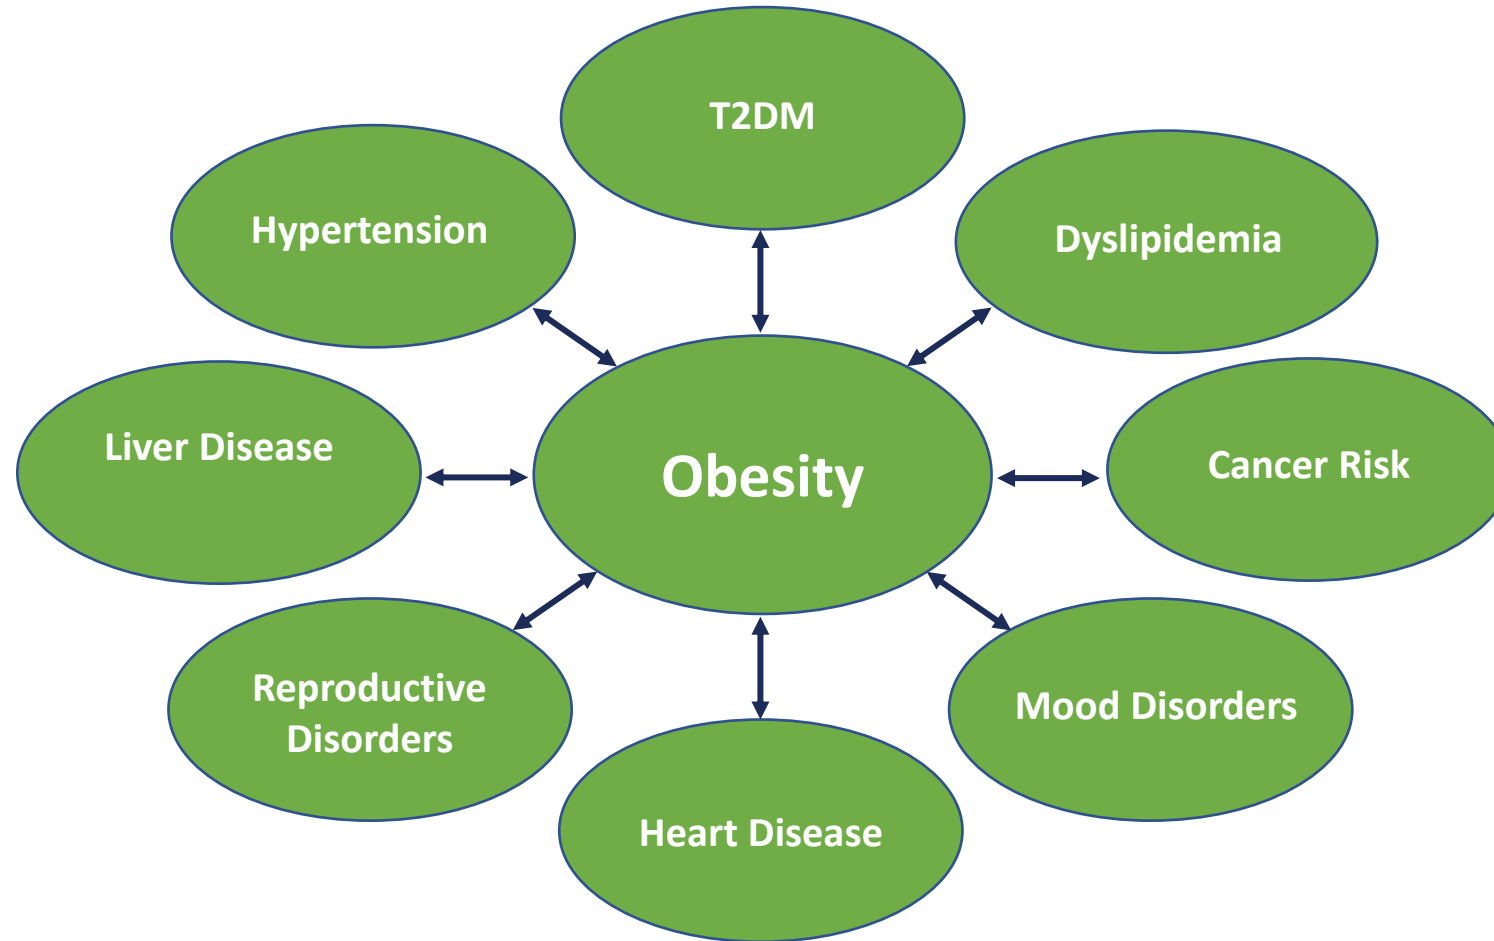 T2DM
Hypertension
Dyslipidemia
Liver Disease
Obesity
Cancer Risk
Reproductive
Disorders
Mood Disorders
Heart Disease